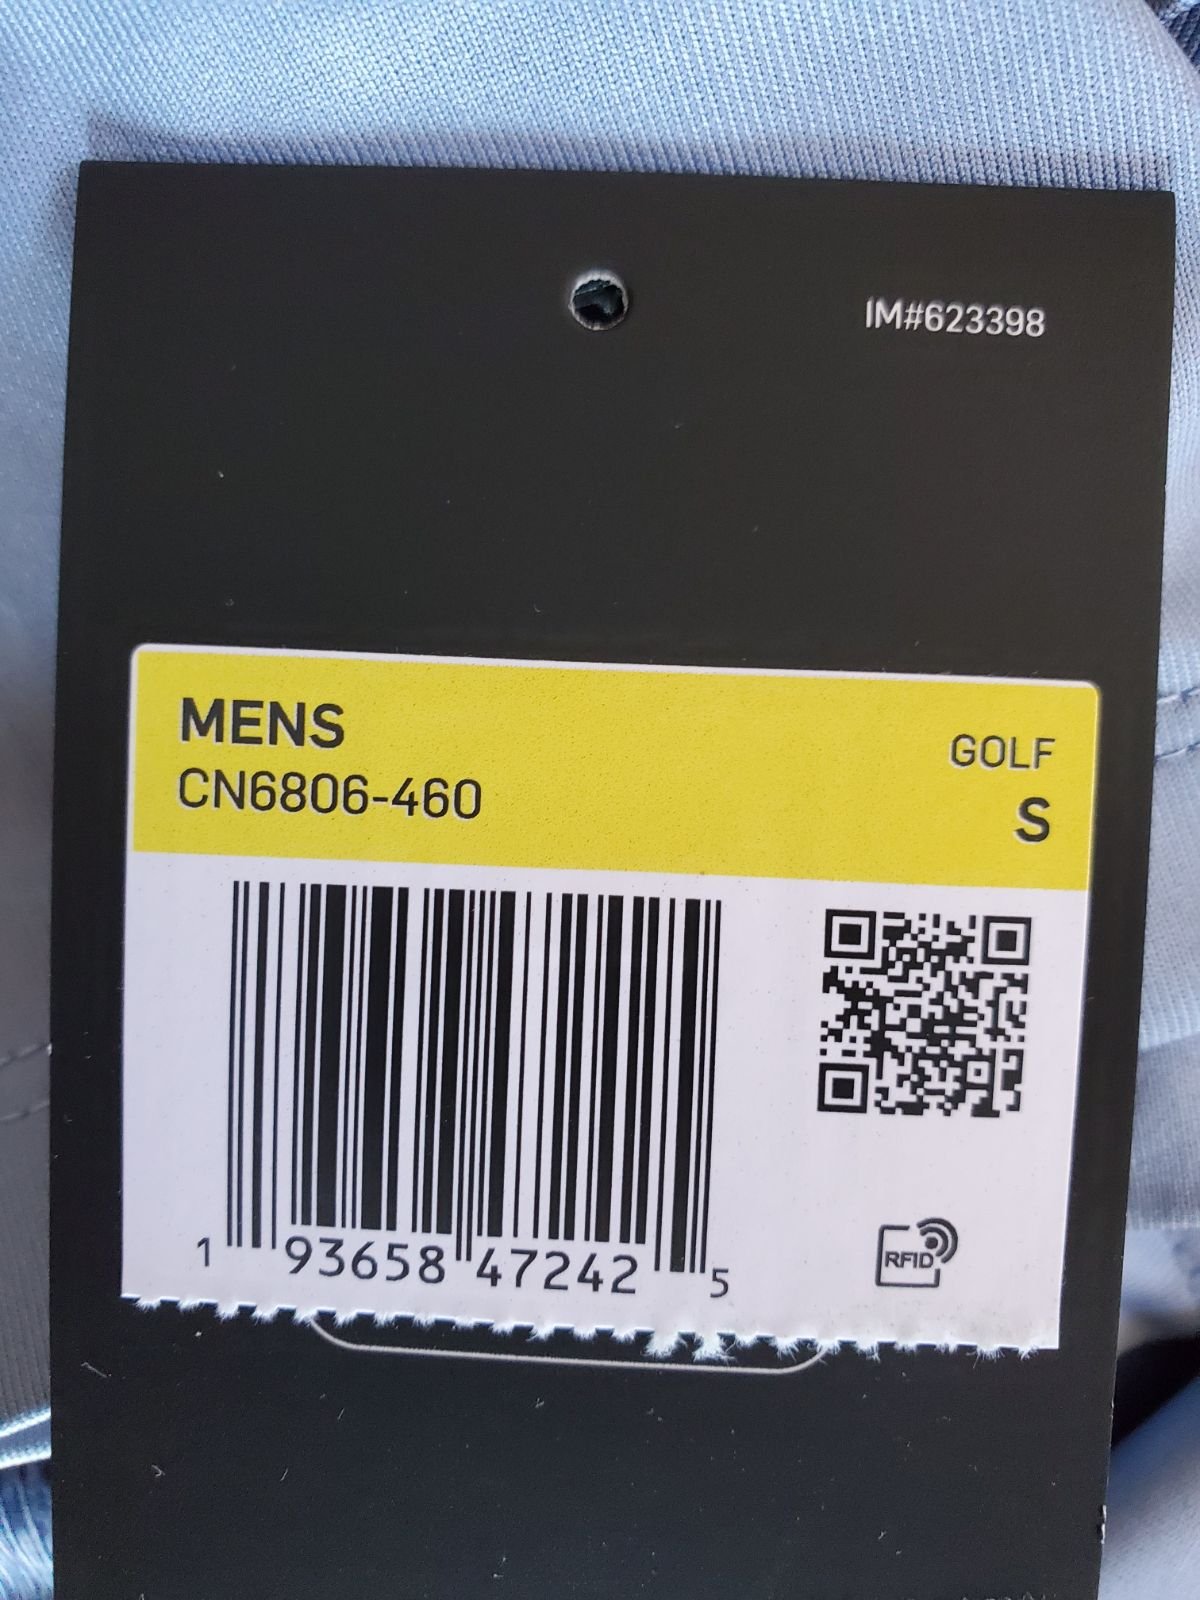 IM#623398
MENS
CN6806-460
GOLF
S
1 93658 47242 5
RFID